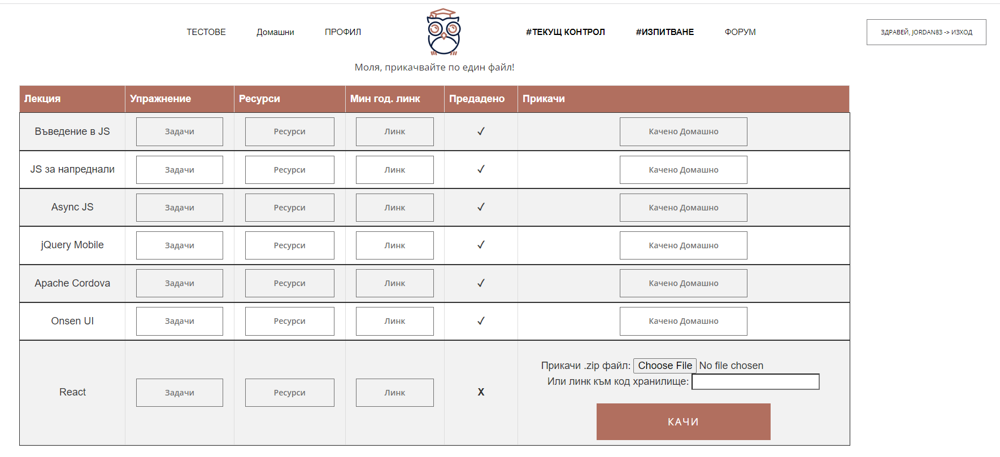 ТЕСТОВЕ Домашни ПРОФИЛ #ТЕКУЩ КОНТРОЛ #ИЗПИТВАНЕ ФОРУМ ЗДРАВЕЙ, JORDAN83 -> ИЗХОД
Моля, прикачвайте по един файл!
Лекция Упражнение Ресурси Мин год. линк Предадено Прикачи
Въведение в JS Задачи Ресурси Линк ✓ Качено Домашно
JS за напреднали Задачи Ресурси Линк ✓ Качено Домашно
Async JS Задачи Ресурси Линк ✓ Качено Домашно
jQuery Mobile Задачи Ресурси Линк ✓ Качено Домашно
Apache Cordova Задачи Ресурси Линк ✓ Качено Домашно
Onsen UI Задачи Ресурси Линк ✓ Качено Домашно
Прикачи .zip файл: Choose File No file chosen
Или линк към код хранилище:
React Задачи Ресурси Линк X
КАЧИ